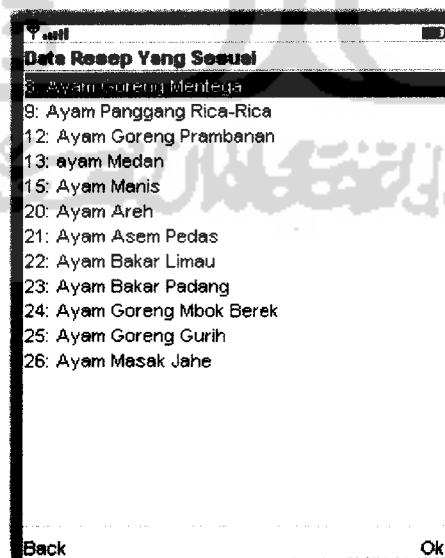 Data Resep Yang Sesuai
8: Ayam Goreng Mentega
9: Ayam Panggang Rica-Rica
12: Ayam Goreng Prambanan
13: ayam Medan
15: Ayam Manis
20: Ayam Areh
21: Ayam Asem Pedas
22: Ayam Bakar Limau
23: Ayam Bakar Padang
24: Ayam Goreng Mbok Berek
25: Ayam Goreng Gurih
26: Ayam Masak Jahe
Back Ok